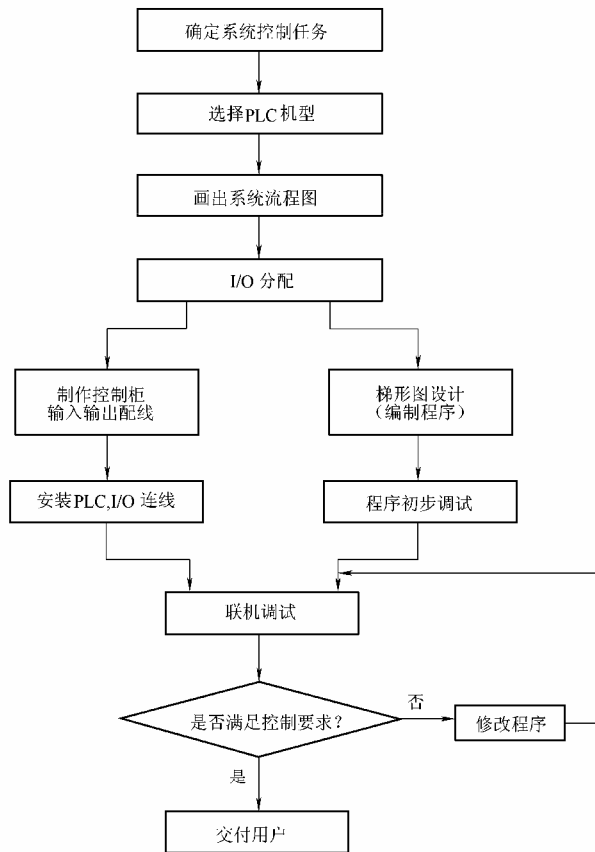 确定系统控制任务
选择PLC 机型
画出系统流程图
I/O 分配
制作控制柜
输入输出配线
梯形图设计
（编制程序）
安装PLC,I/O 连线
程序初步调试
联机调试
是否满足控制要求？
否
修改程序
是
交付用户